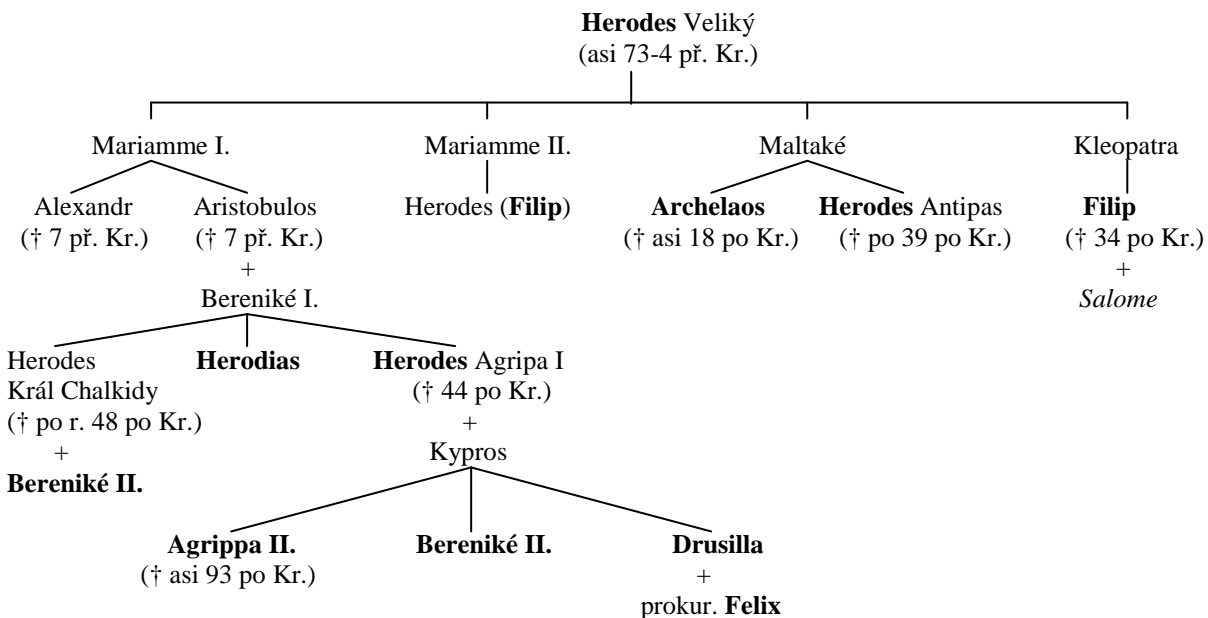 Herodes Veliký
(asi 73-4 př. Kr.)
Mariamme I.
Mariamme II.
Maltaké
Kleopatra
Alexandr
(† 7 př. Kr.)
Aristobulos
(† 7 př. Kr.)
+
Bereniké I.
Herodes (Filip)
Archelaos
(† asi 18 po Kr.)
Herodes Antipas
(† po 39 po Kr.)
Filip
(† 34 po Kr.)
+
Salome
Herodes
Král Chalkidy
(† po r. 48 po Kr.)
+
Bereniké II.
Herodias
Herodes Agripa I
(† 44 po Kr.)
+
Kypros
Agrippa II.
(† asi 93 po Kr.)
Bereniké II.
Drusilla
+
prokur. Felix